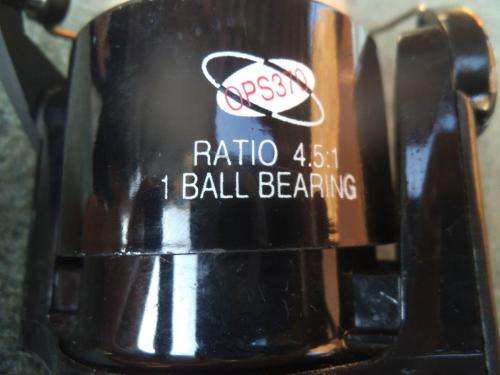 OPS370
RATIO 4.5:1
1 BALL BEARING